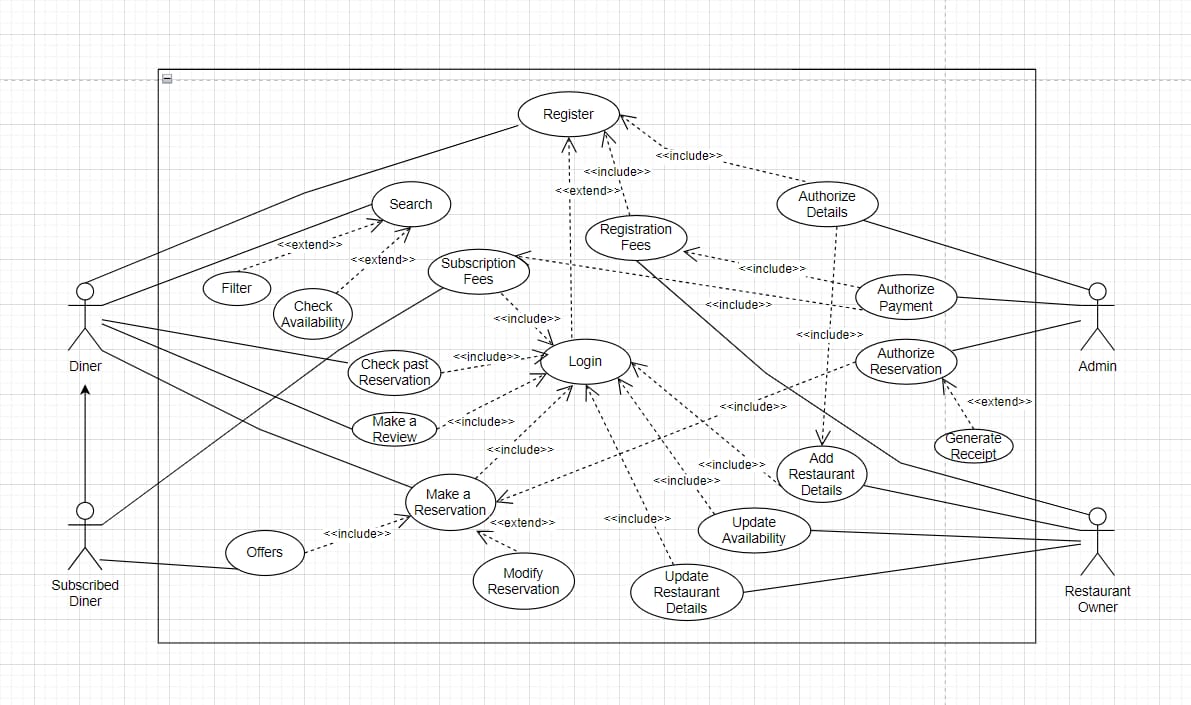 Register
<<include>>
<<include>>
<<extend>>
Authorize
Details
Search
<<extend>>
<<extend>>
Registration
Fees
Subscription
Fees
<<include>>
Filter
Check
Availability
Authorize
Payment
<<include>>
<<include>>
<<include>>
Diner
Check past
Reservation
<<include>>
Login
Authorize
Reservation
Admin
<<include>>
<<extend>>
Make a
Review
<<include>>
<<include>>
Generate
Receipt
<<include>>
<<include>>
Add
Restaurant
Details
Make a
Reservation
<<include>>
<<extend>>
<<include>>
Update
Availability
Offers
Subscribed
Diner
Modify
Reservation
Update
Restaurant
Details
Restaurant
Owner